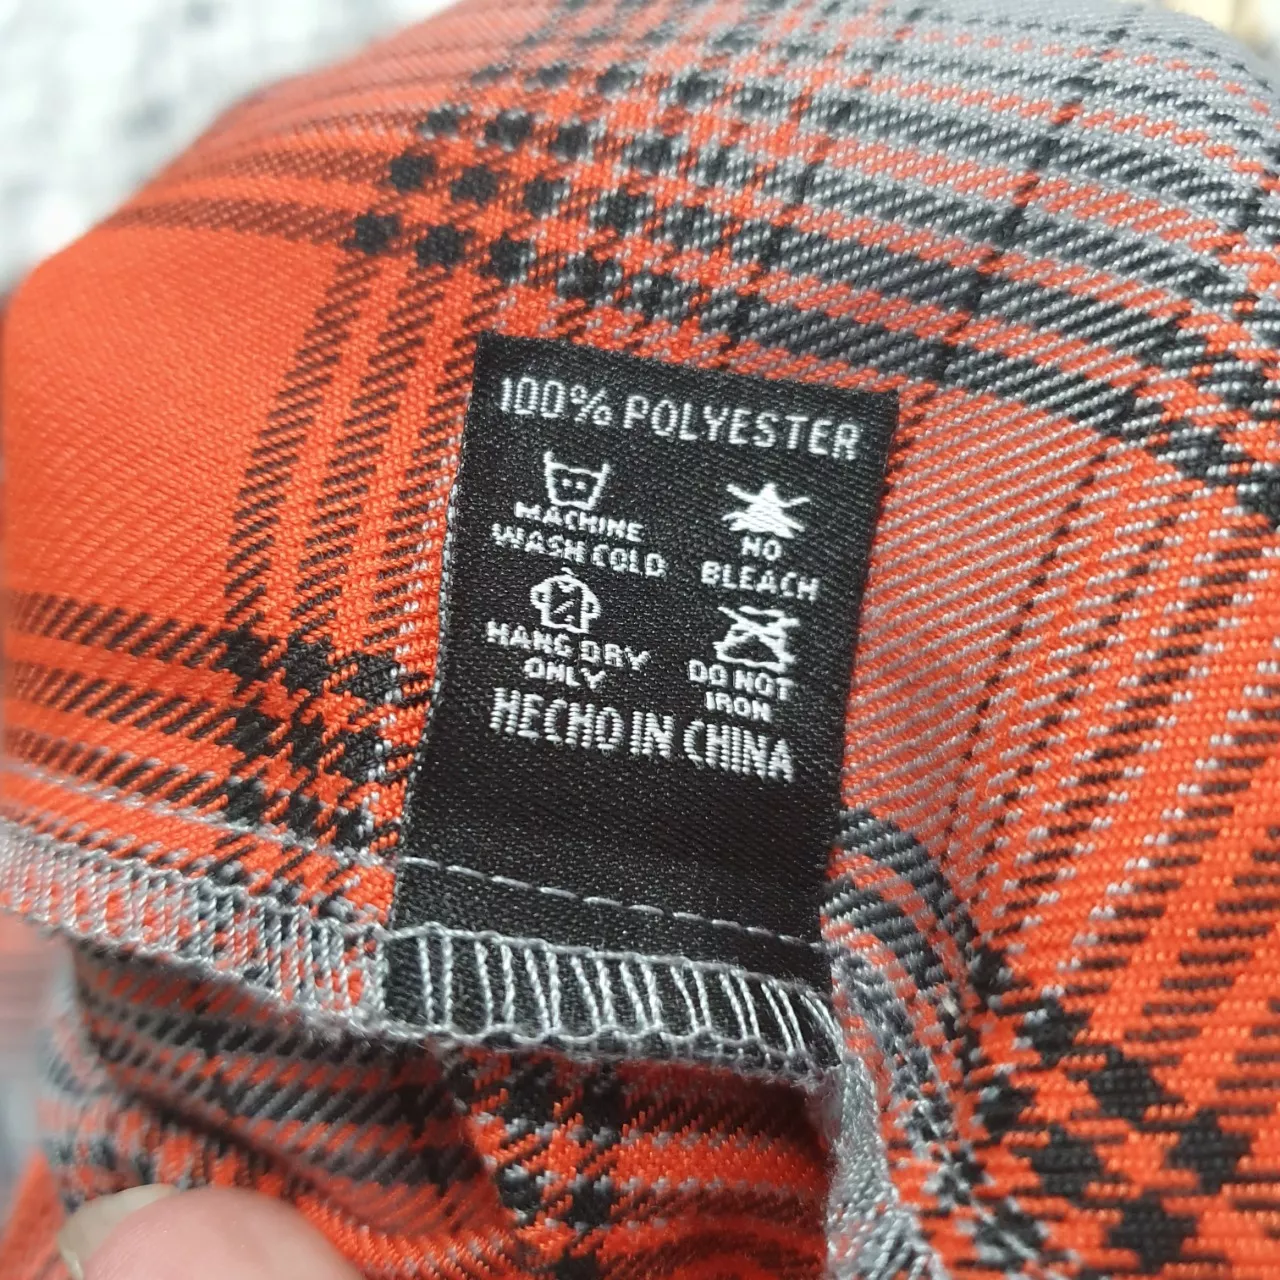 100% POLYESTER
MACHINE
WASH COLD
NO
BLEACH
HANG DRY
ONLY
DO NOT
IRON
HECHO IN CHINA